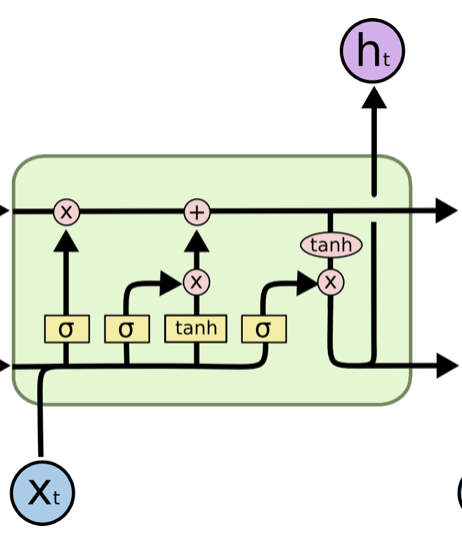 ht
x +
tanh
x x
σ σ tanh σ
xt